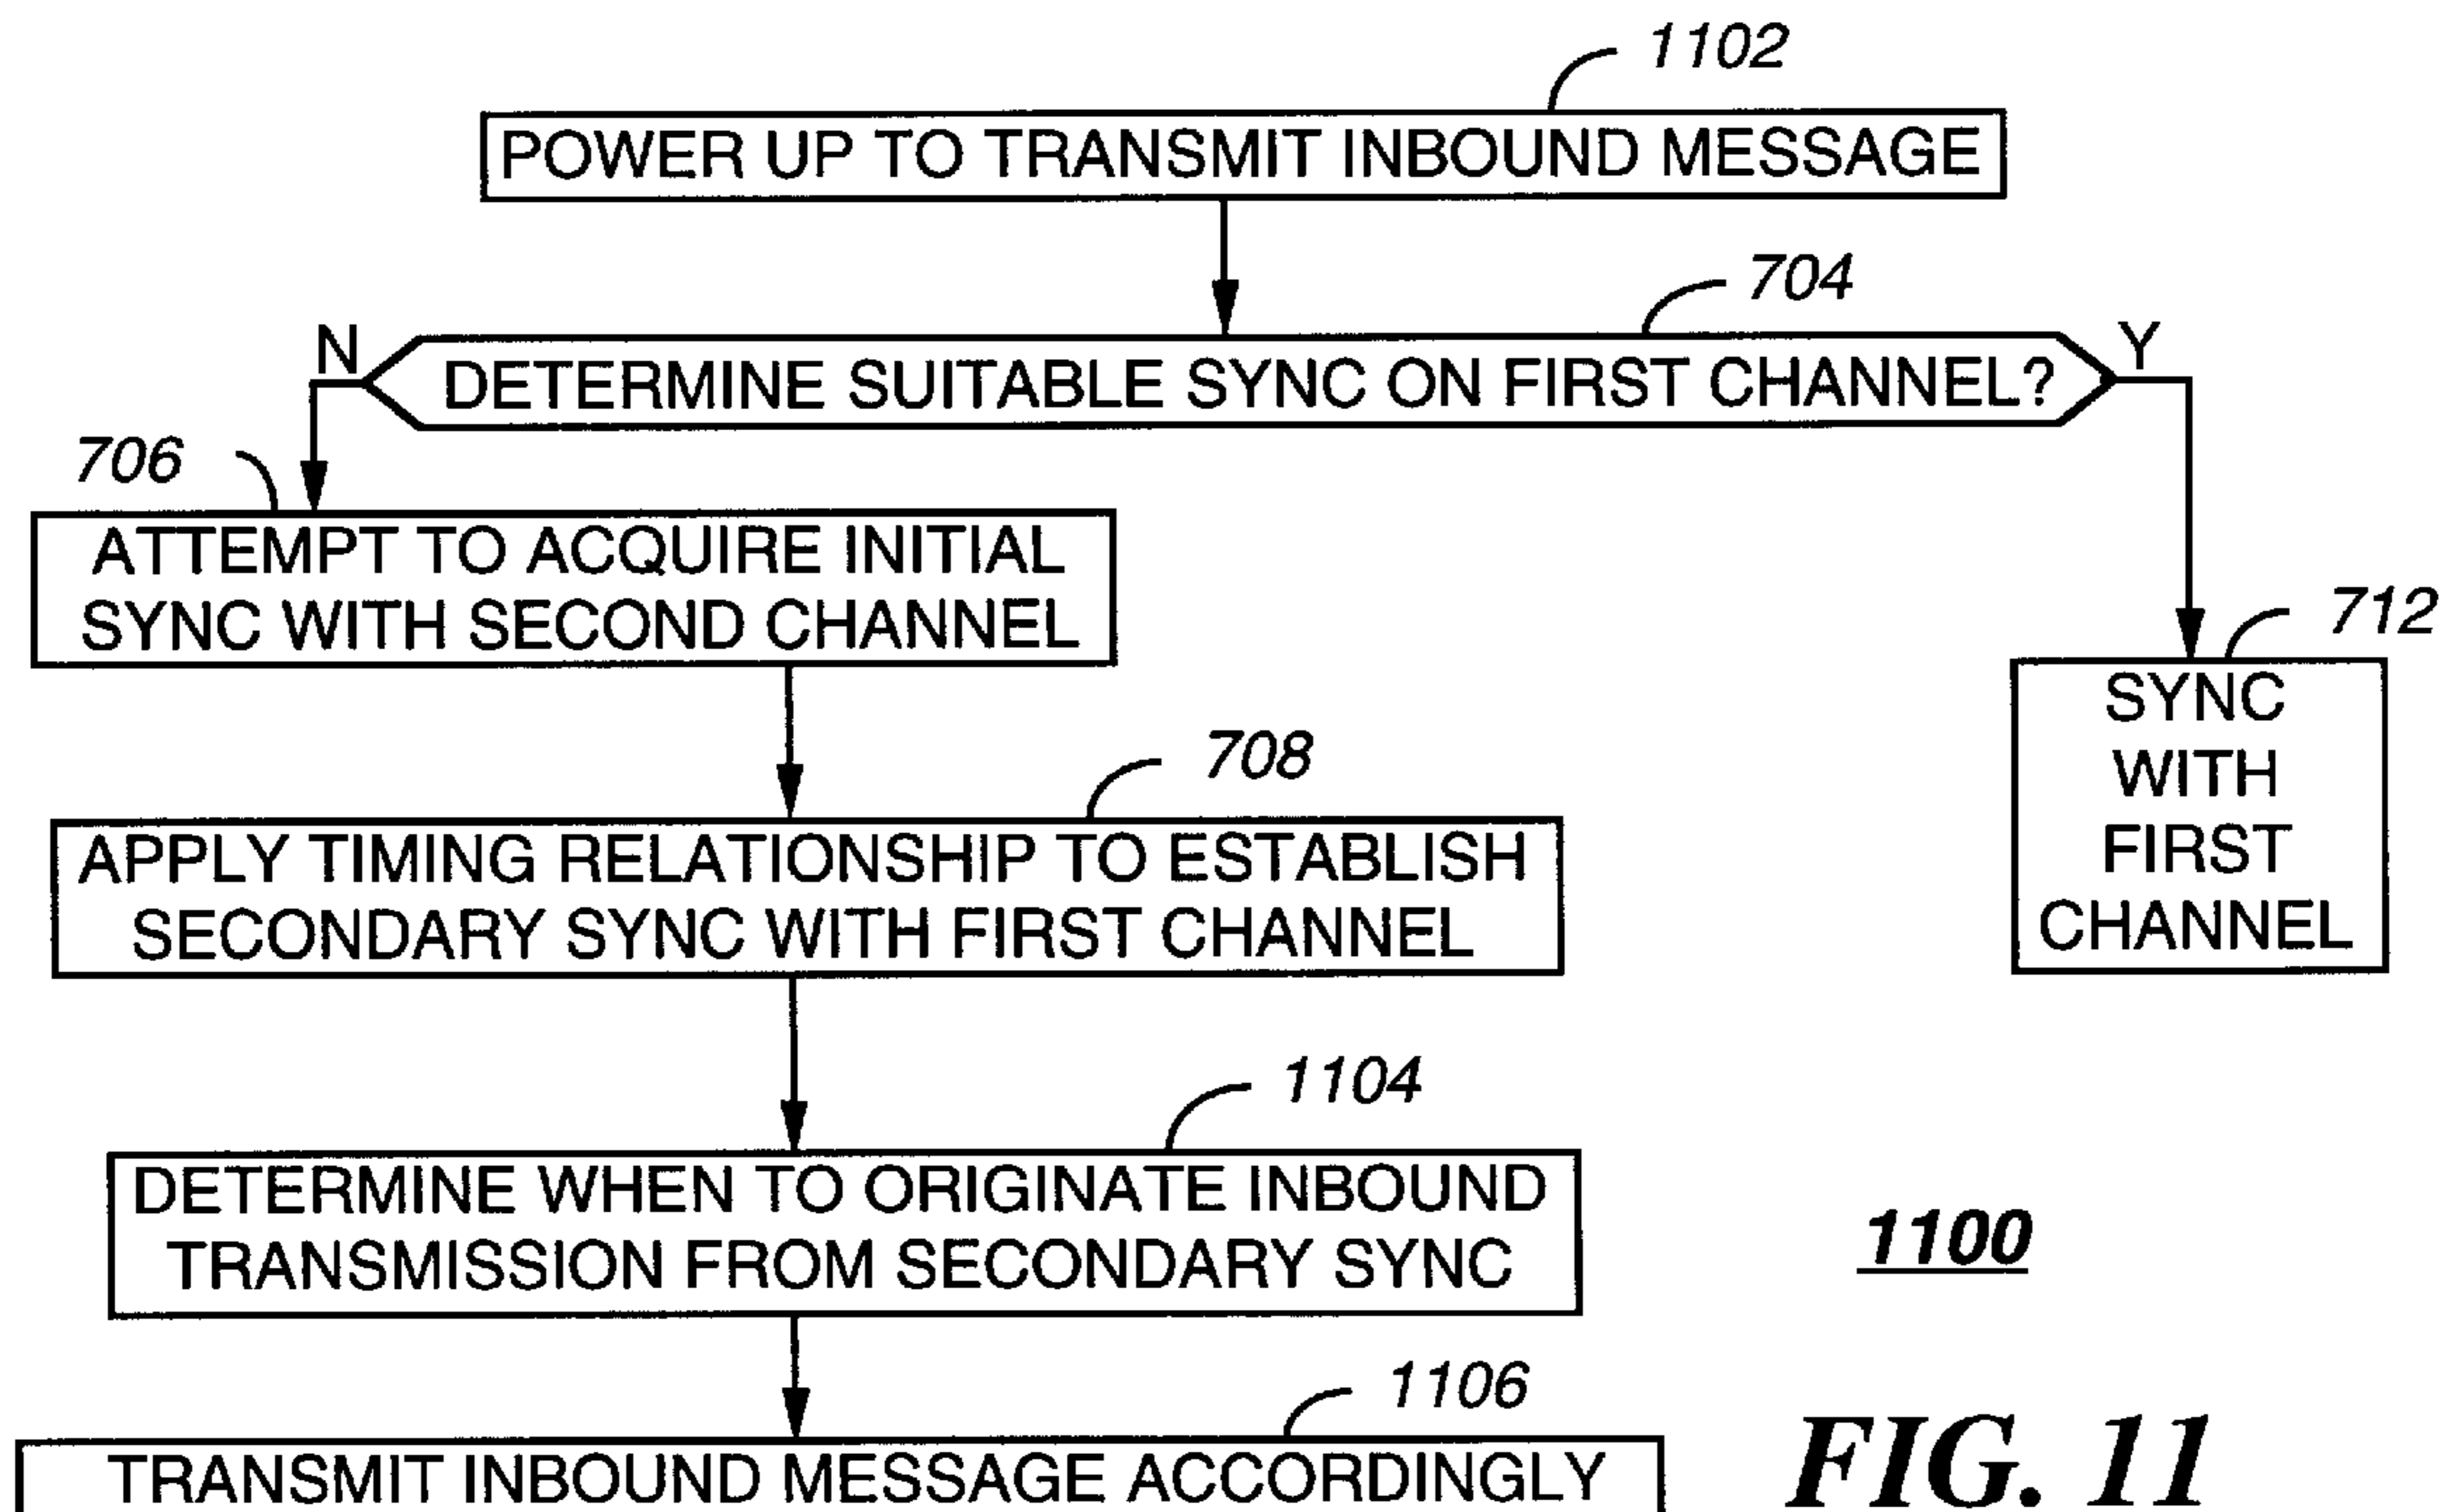 1102
POWER UP TO TRANSMIT INBOUND MESSAGE
704
N
DETERMINE SUITABLE SYNC ON FIRST CHANNEL?
Y
706
ATTEMPT TO ACQUIRE INITIAL
SYNC WITH SECOND CHANNEL
712
SYNC
WITH
FIRST
CHANNEL
708
APPLY TIMING RELATIONSHIP TO ESTABLISH
SECONDARY SYNC WITH FIRST CHANNEL
1104
DETERMINE WHEN TO ORIGINATE INBOUND
TRANSMISSION FROM SECONDARY SYNC
1100
1106
TRANSMIT INBOUND MESSAGE ACCORDINGLY
FIG. 11